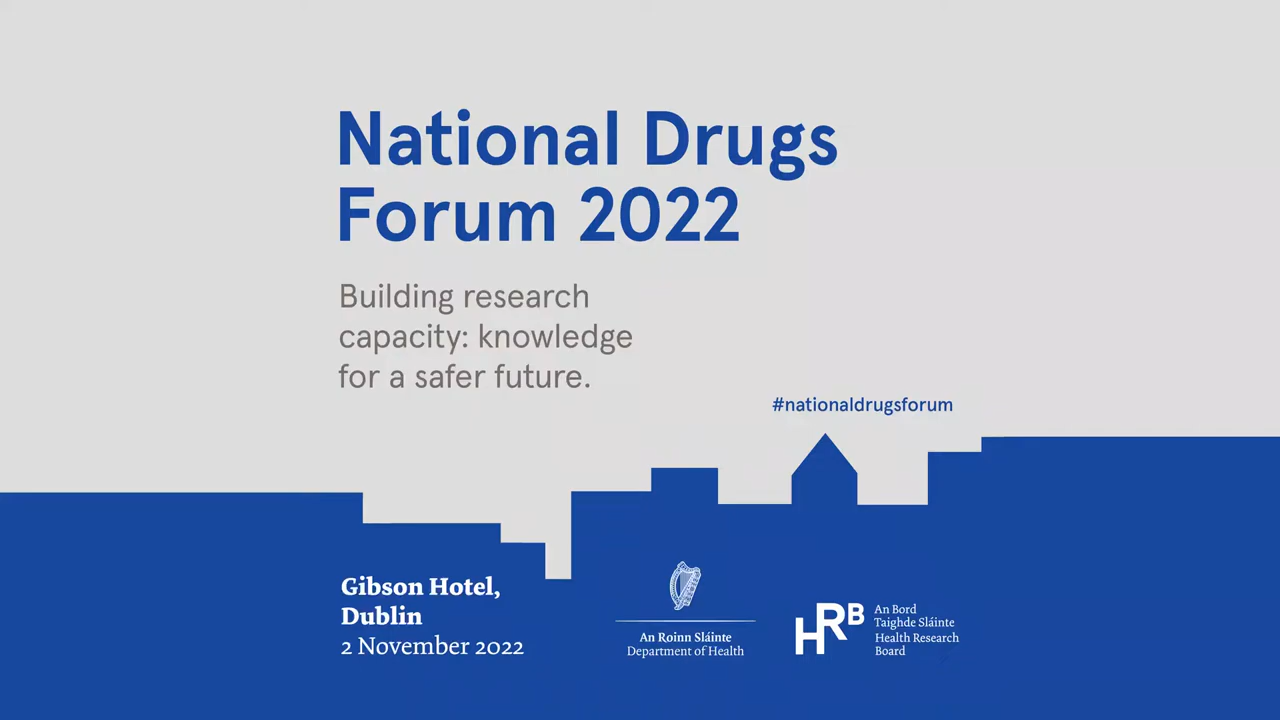 National Drugs
Forum 2022
Building research
capacity: knowledge
for a safer future.
#nationaldrugsforum
Gibson Hotel,
Dublin
2 November 2022
An Roinn Sláinte
Department of Health
HRB
An Bord
Taighde Sláinte
Health Research
Board